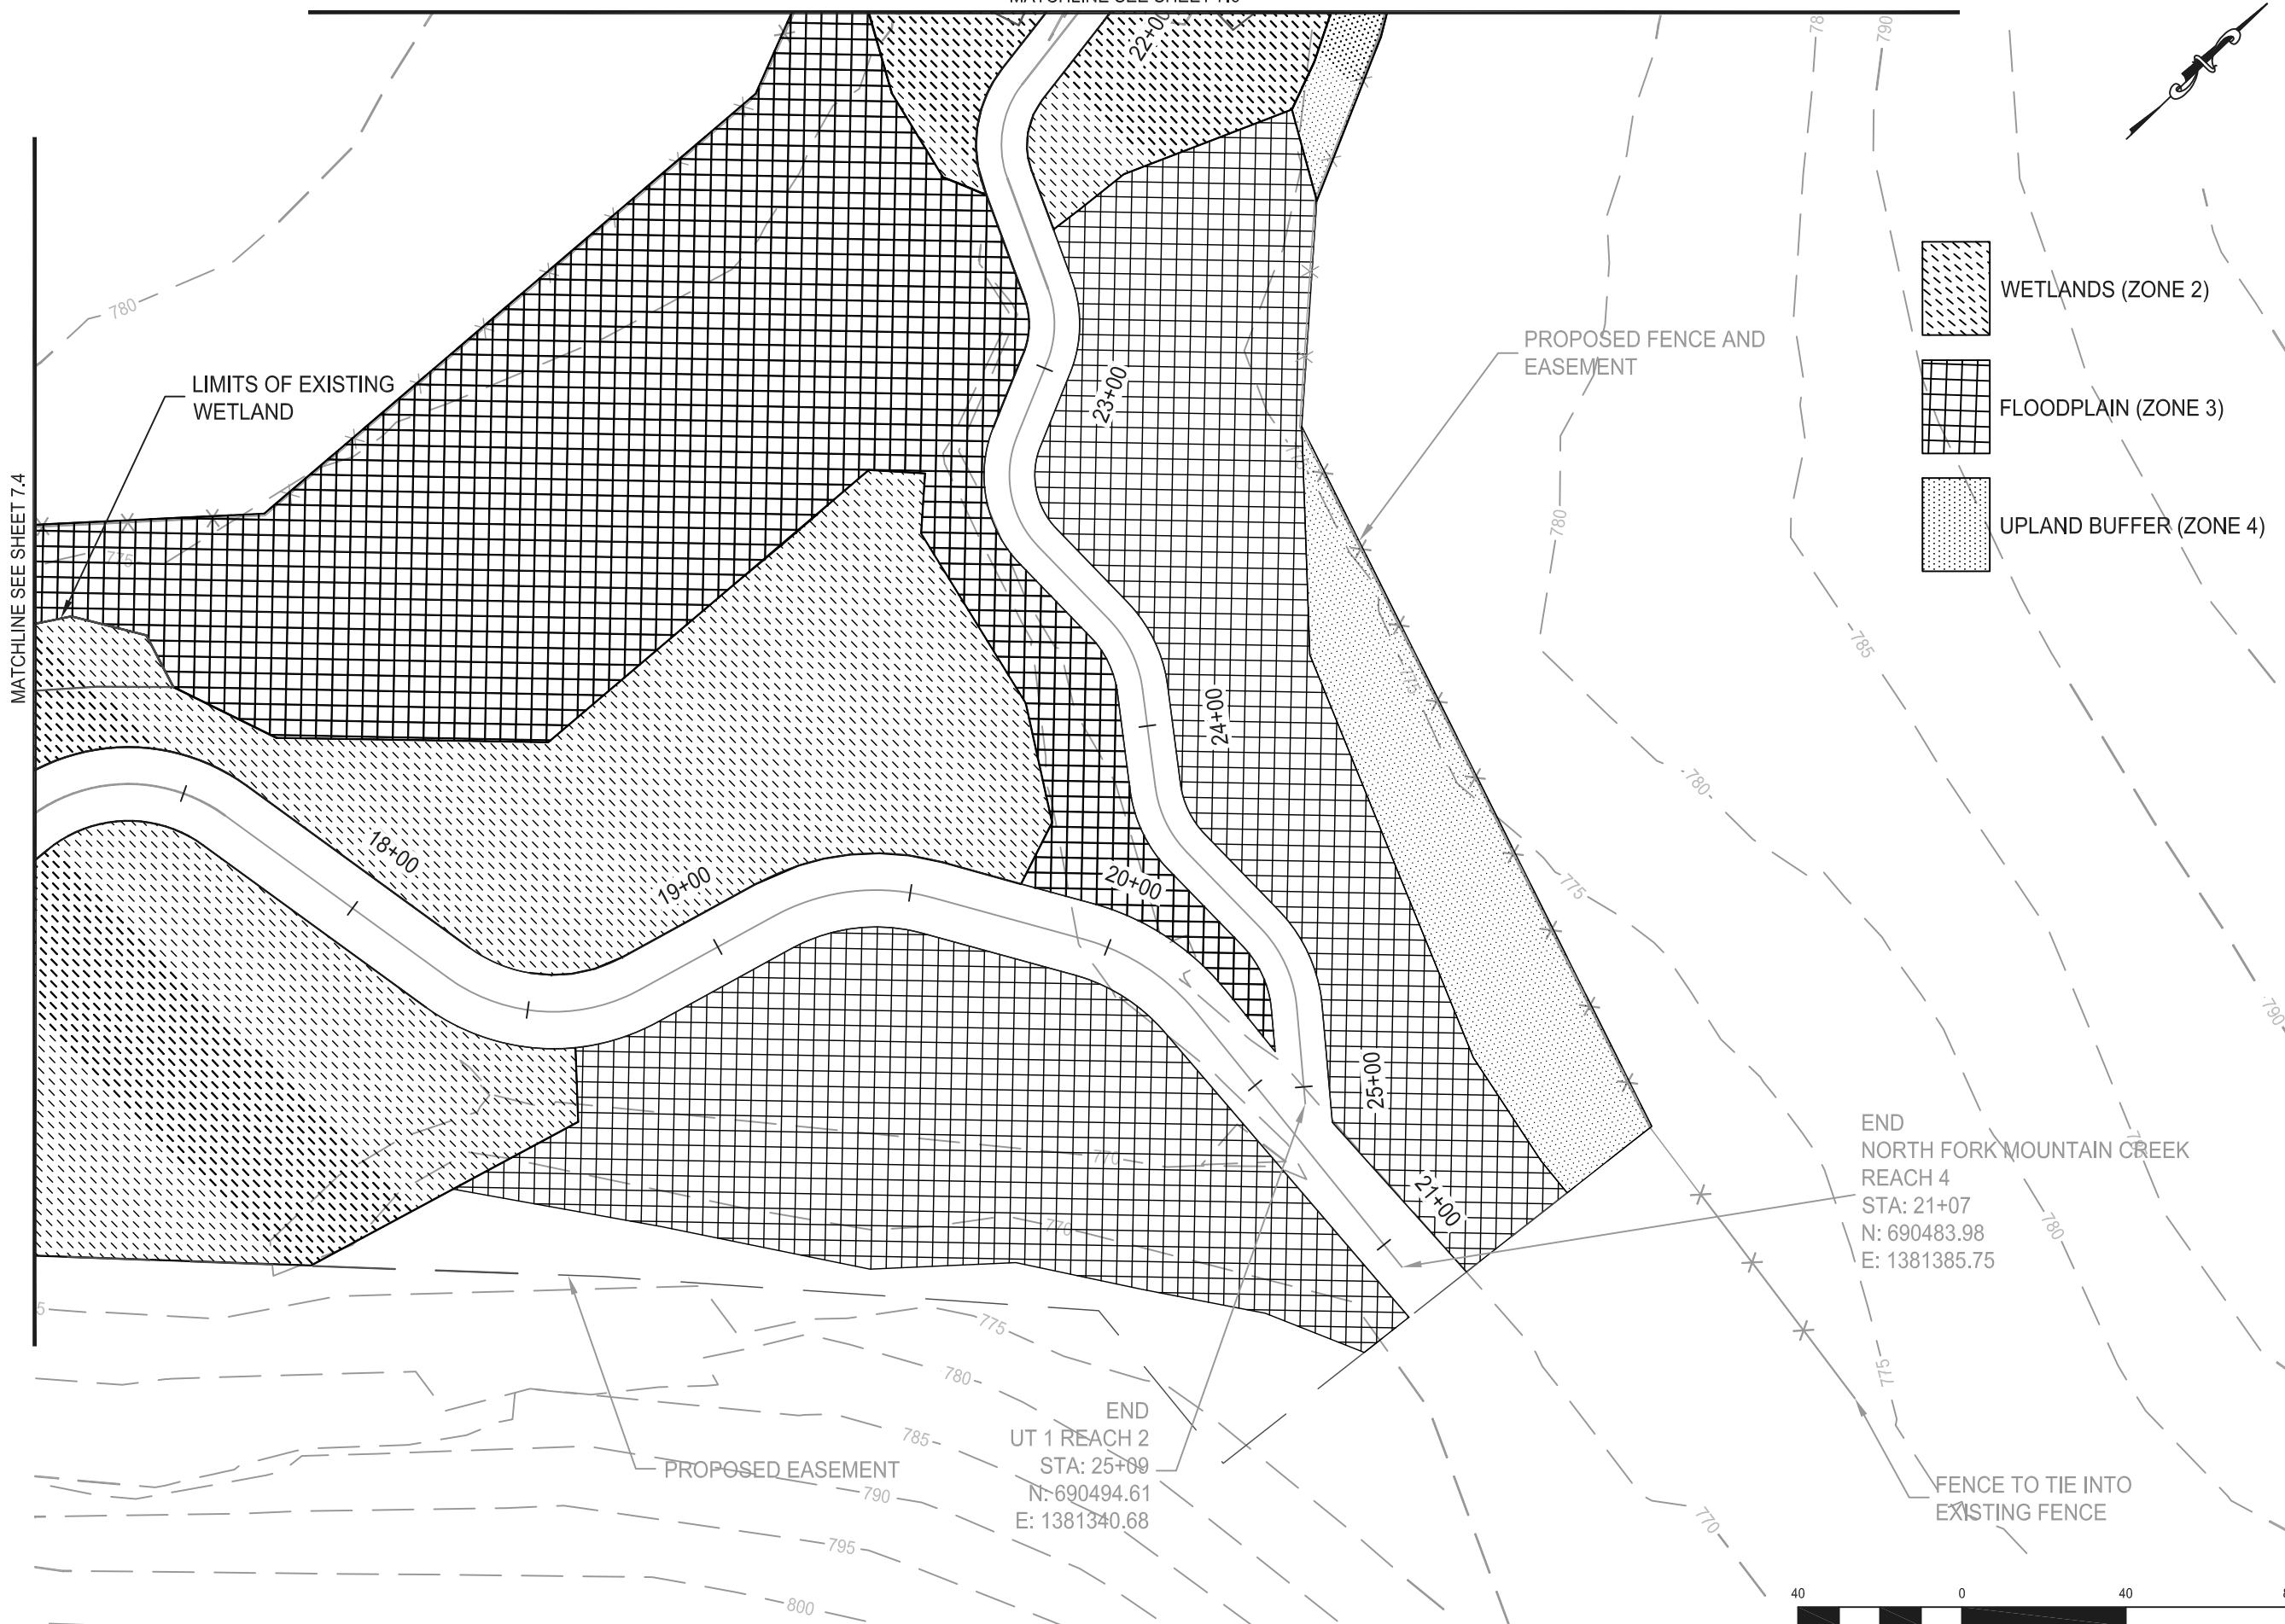 22+00
790
WETLANDS (ZONE 2)
780
PROPOSED FENCE AND
EASEMENT
LIMITS OF EXISTING
WETLAND
23+00
FLOODPLAIN (ZONE 3)
MATCHLINE SEE SHEET 7.4
775
780
UPLAND BUFFER (ZONE 4)
785
775
24+00
780
18+00
19+00
20+00
775
790
25+00
END
NORTH FORK MOUNTAIN CREEK
REACH 4
STA: 21+07
N: 690483.98
E: 1381385.75
770
21+00
770
780
775
780
775
END
UT 1 REACH 2
STA: 25+09
N: 690494.61
E: 1381340.68
785
PROPOSED EASEMENT
790
FENCE TO TIE INTO
EXISTING FENCE
770
795
800
40 0 40